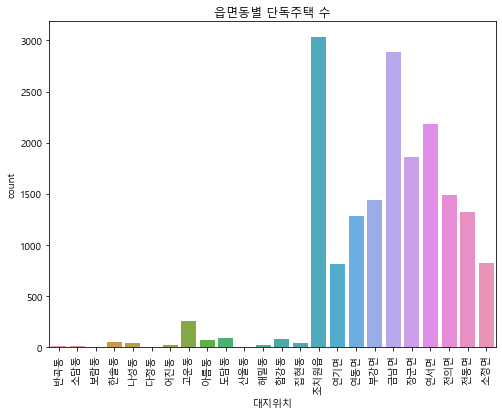 읍면동별 단독주택 수
count
3000
2500
2000
1500
1000
500
0
반곡동
소담동
보람동
한솔동
나성동
다정동
어진동
고운동
아름동
도담동
산울동
해밀동
합강동
집현동
조치원읍
연기면
연동면
부강면
금남면
장군면
연서면
전의면
전동면
소정면
대지위치